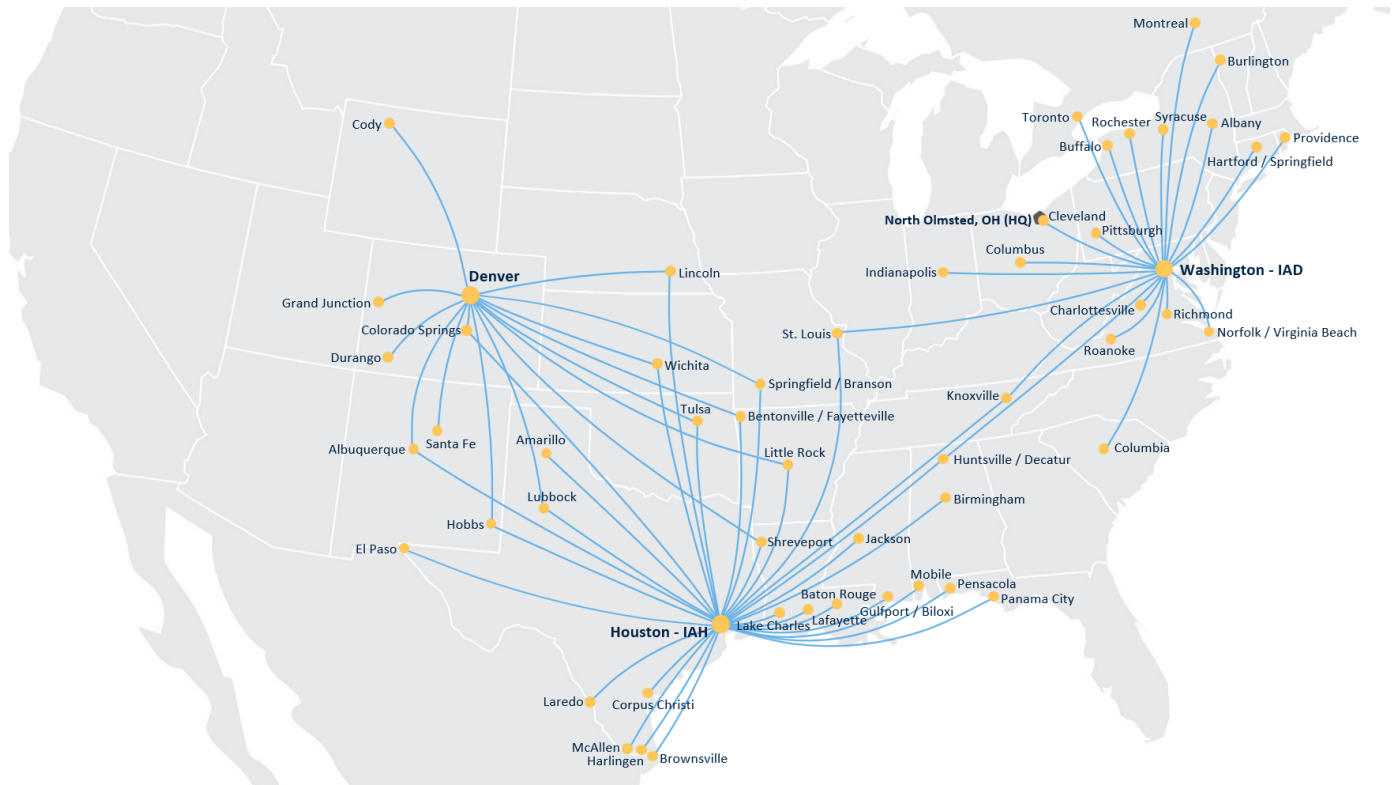 Montreal
Burlington
Toronto
Rochester
Syracuse
Albany
Cody
Providence
Buffalo
Hartford / Springfield
North Olmsted, OH (HQ)
Cleveland
Pittsburgh
Columbus
Denver
Lincoln
Indianapolis
Washington - IAD
Grand Junction
Charlottesville
Richmond
Colorado Springs
St. Louis
Norfolk / Virginia Beach
Durango
Roanoke
Wichita
Springfield / Branson
Knoxville
Tulsa
Bentonville / Fayetteville
Santa Fe
Amarillo
Albuquerque
Little Rock
Columbia
Huntsville / Decatur
Lubbock
Birmingham
Hobbs
El Paso
Shreveport
Jackson
Mobile
Pensacola
Baton Rouge
Panama City
Gulfport / Biloxi
Lafayette
Lake Charles
Houston - IAH
Laredo
Corpus Christi
McAllen
Harlingen
Brownsville